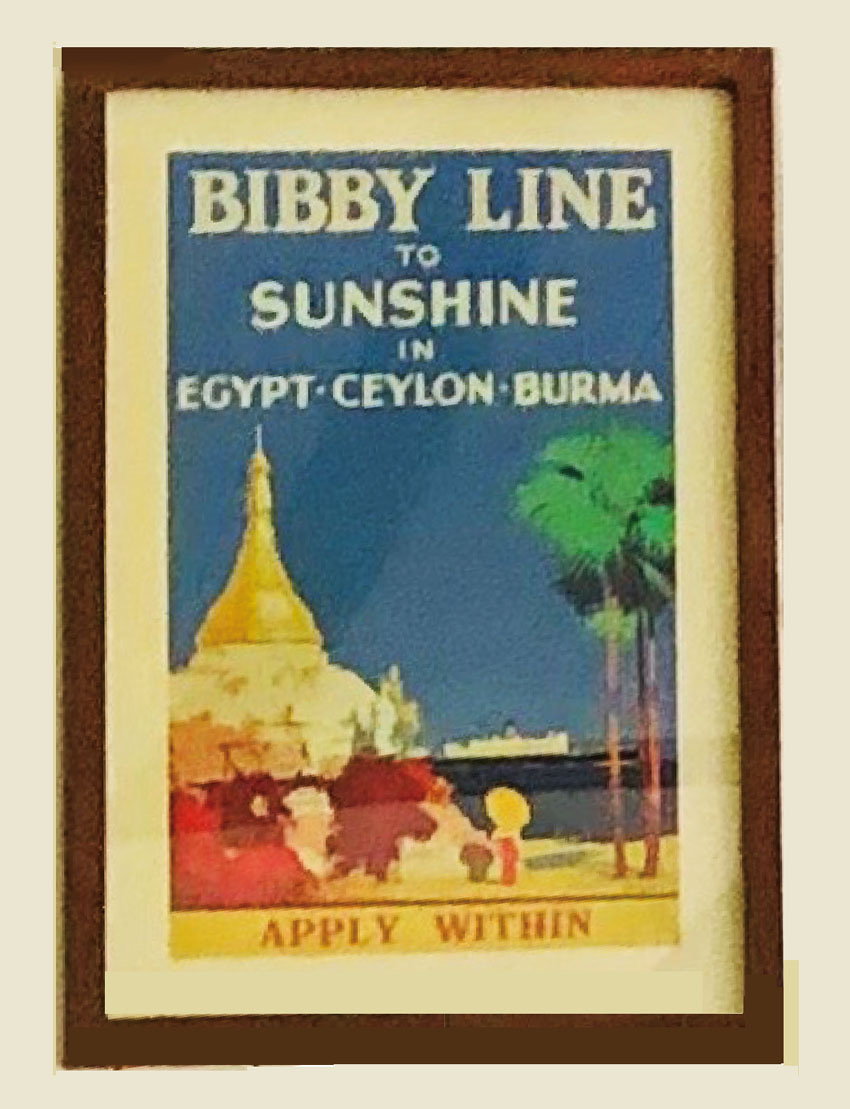 BIBBY LINE
TO
SUNSHINE
IN
EGYPT·CEYLON·BURMA
APPLY WITHIN